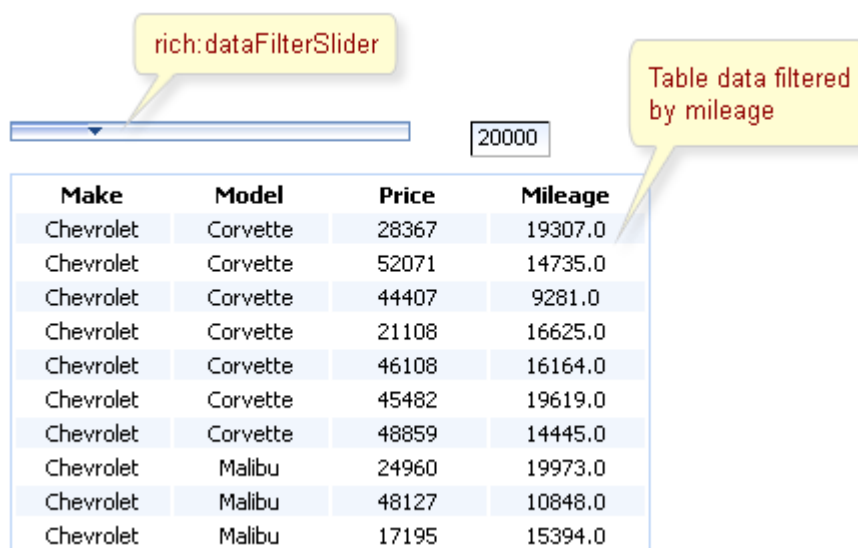 rich:dataFilterSlider
Table data filtered
by mileage
20000
Make Model Price Mileage
Chevrolet Corvette 28367 19307.0
Chevrolet Corvette 52071 14735.0
Chevrolet Corvette 44407 9281.0
Chevrolet Corvette 21108 16625.0
Chevrolet Corvette 46108 16164.0
Chevrolet Corvette 45482 19619.0
Chevrolet Corvette 48859 14445.0
Chevrolet Malibu 24960 19973.0
Chevrolet Malibu 48127 10848.0
Chevrolet Malibu 17195 15394.0